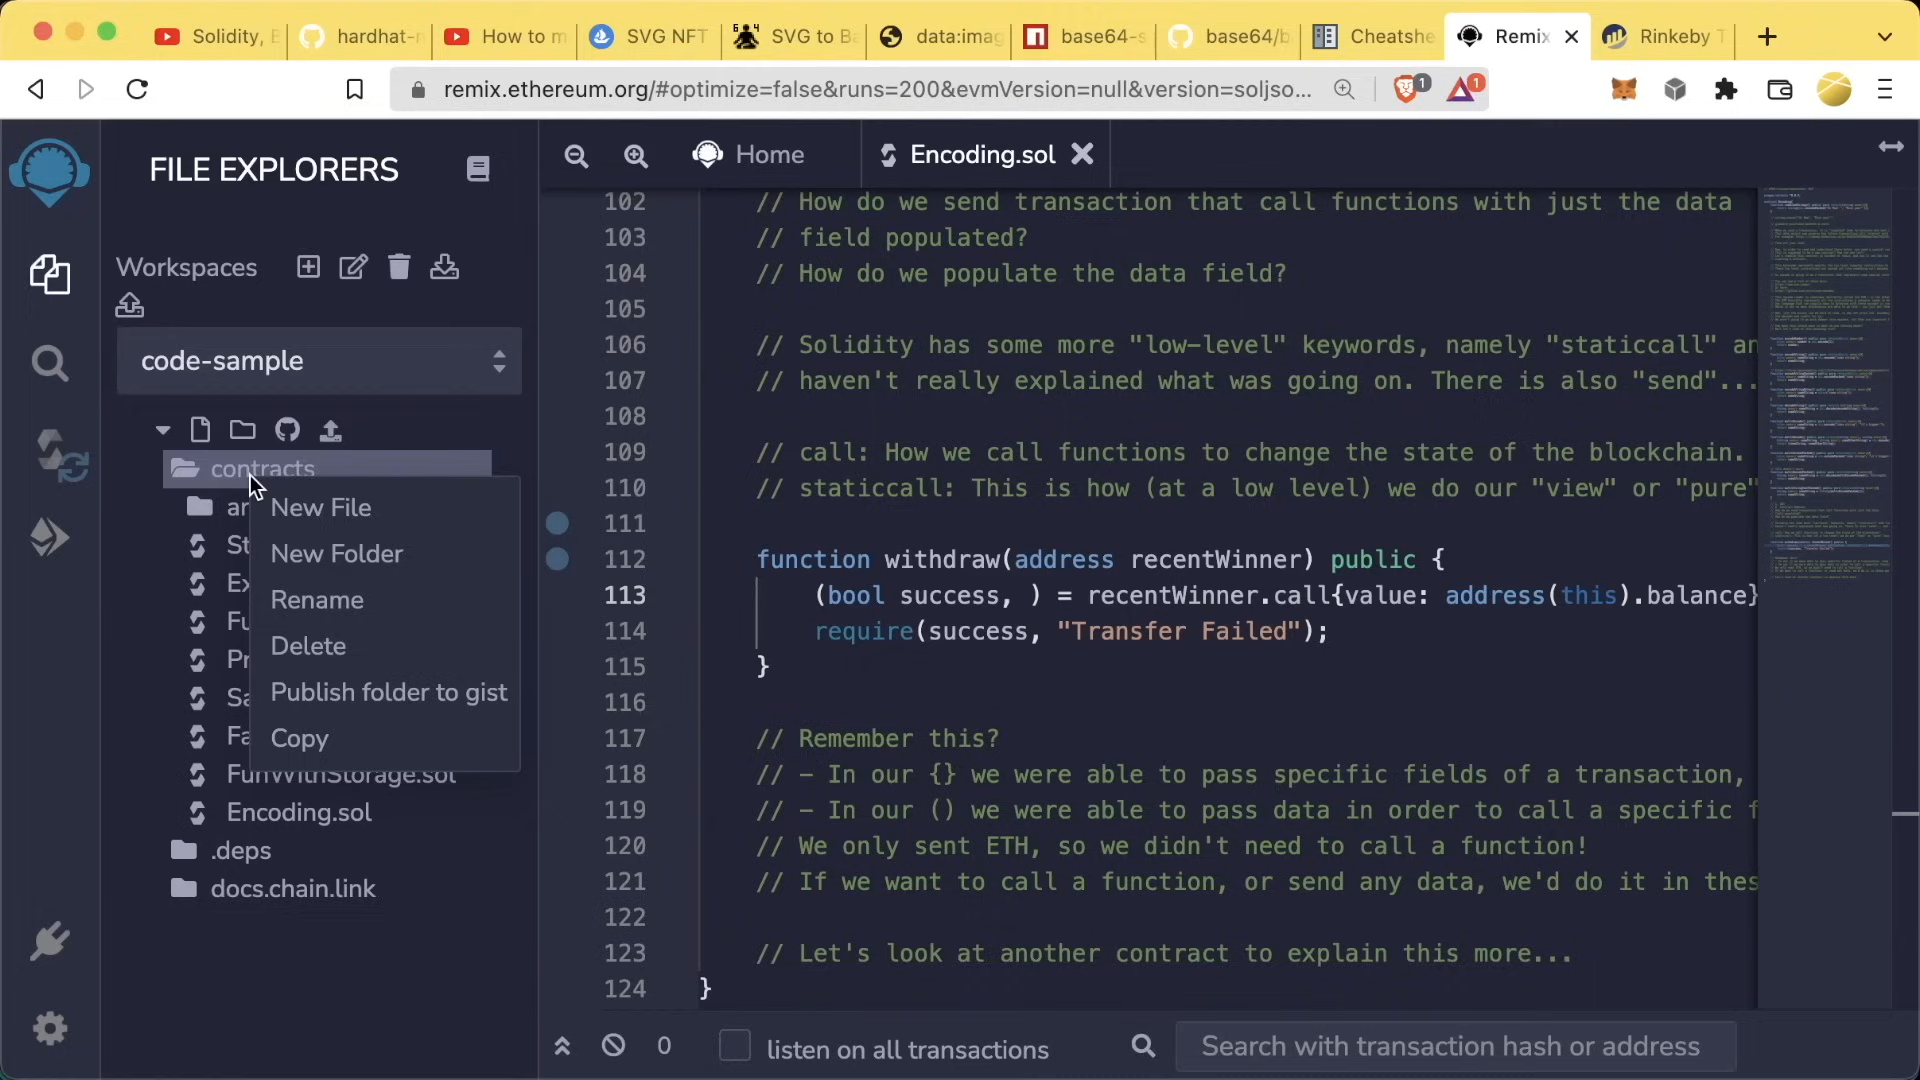 Solidity, E
hardhat-n
How to m
SVG NFT
SVG to Ba
data:imag
base64-s
base64/b
Cheatshe
Remix
Rinkeby T
remix.ethereum.org/#optimize=false&runs=200&evmVersion=null&version=soljso...
1
1
FILE EXPLORERS
Home
Encoding.sol
Workspaces
code-sample
contracts
ar
St
Ex
Fu
Pr
Sa
Fa
FunWithStorage.sol
Encoding.sol
.deps
docs.chain.link
New File
New Folder
Rename
Delete
Publish folder to gist
Copy
102 // How do we send transaction that call functions with just the data
103 // field populated?
104 // How do we populate the data field?
105
106 // Solidity has some more "low-level" keywords, namely "staticcall" an
107 // haven't really explained what was going on. There is also "send"...
108
109 // call: How we call functions to change the state of the blockchain.
110 // staticcall: This is how (at a low level) we do our "view" or "pure"
111
112 function withdraw(address recentWinner) public {
113 (bool success, ) = recentWinner.call{value: address(this).balance}
114 require(success, "Transfer Failed");
115 }
116
117 // Remember this?
118 // - In our {} we were able to pass specific fields of a transaction,
119 // - In our () we were able to pass data in order to call a specific f
120 // We only sent ETH, so we didn't need to call a function!
121 // If we want to call a function, or send any data, we'd do it in thes
122
123 // Let's look at another contract to explain this more...
124 }
0
listen on all transactions
Search with transaction hash or address